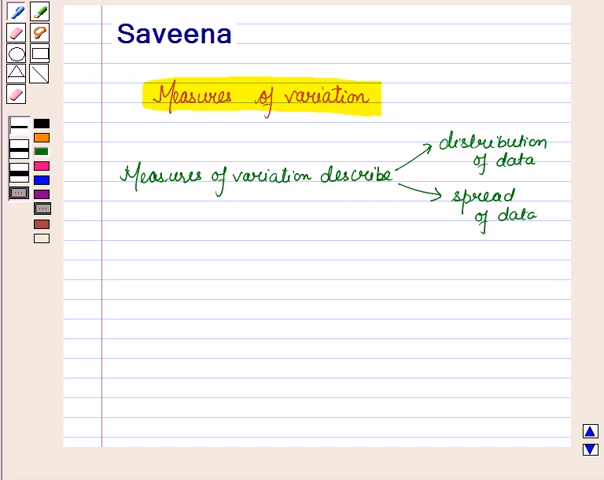 Saveena
Measures of variation
Measures of variation describe
distribution
of data
spread
of data